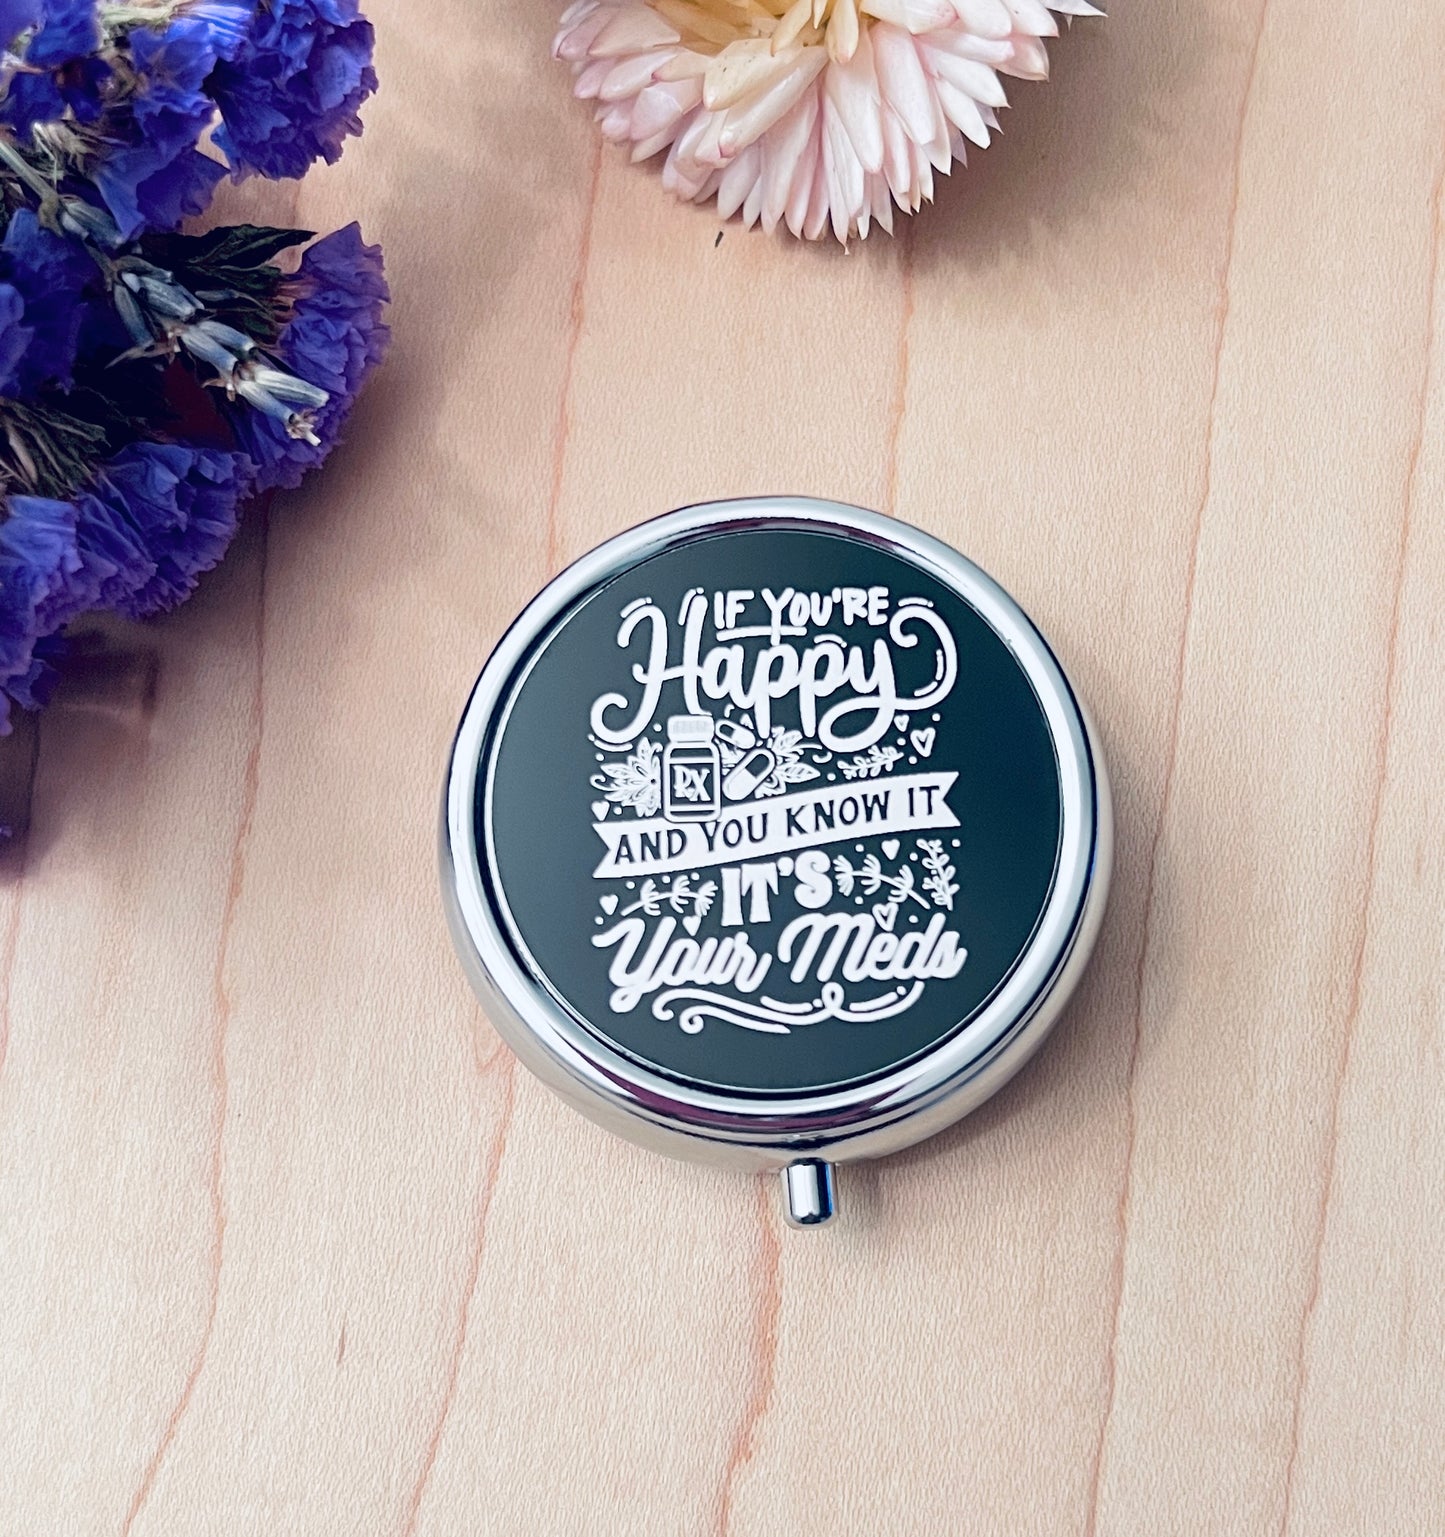 IF YOU'RE
Happy
RX
AND YOU KNOW IT
IT'S
Your Meds